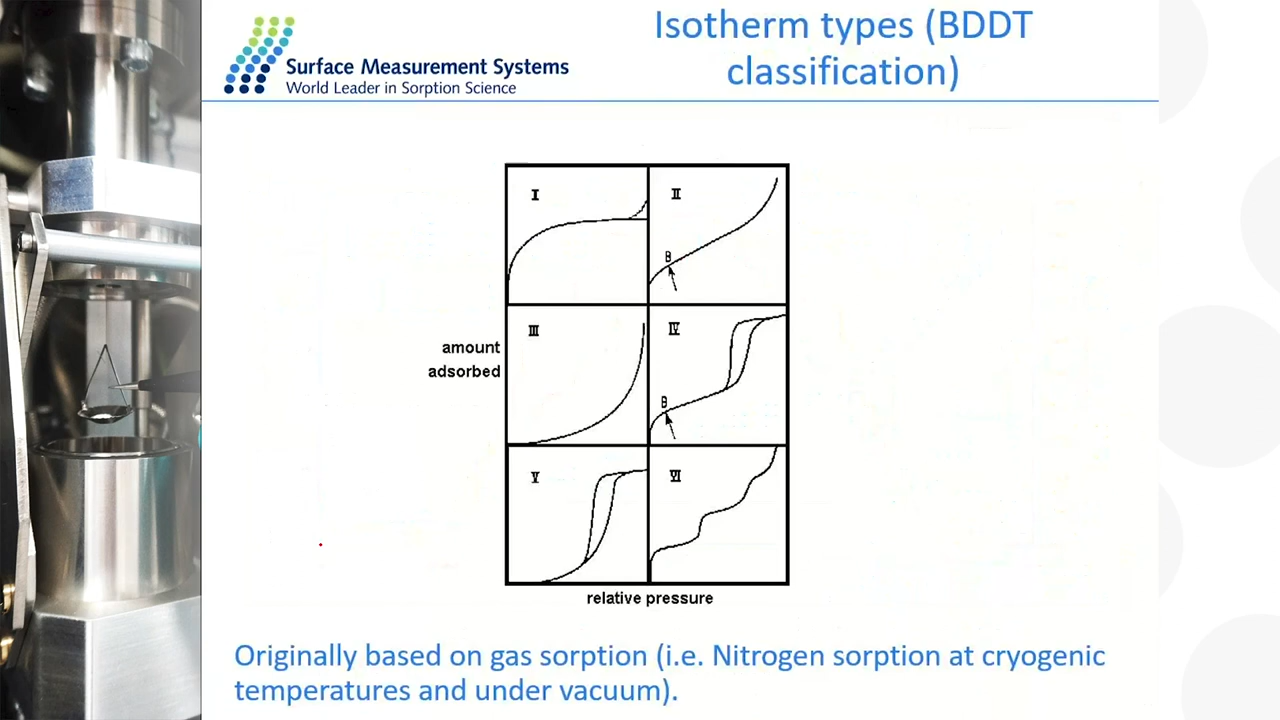 Isotherm types (BDDT
classification)
Surface Measurement Systems
World Leader in Sorption Science
I
II
B
III
IV
B
amount
adsorbed
V
VI
relative pressure
Originally based on gas sorption (i.e. Nitrogen sorption at cryogenic
temperatures and under vacuum).